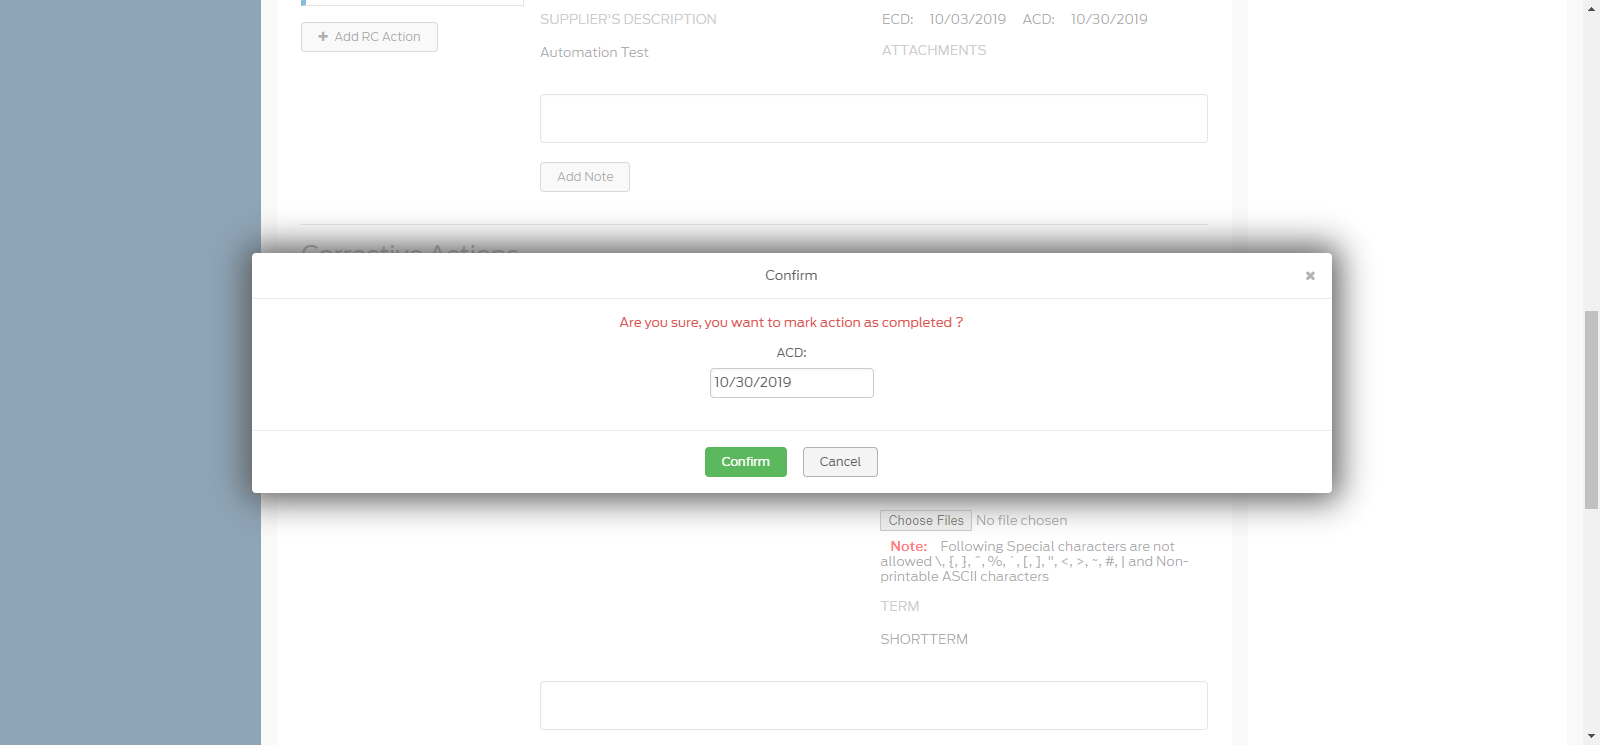 SUPPLIER'S DESCRIPTION
ECD: 10/03/2019 ACD: 10/30/2019
Add RC Action
Automation Test
ATTACHMENTS
Add Note
Corrective Actions
Confirm
Are you sure, you want to mark action as completed ?
ACD:
10/30/2019
Confirm Cancel
Choose Files No file chosen
Note: Following Special characters are not
allowed \, {, }, ^, %, `, [, ], ", <, >, ~, #, | and Non-
printable ASCII characters
TERM
SHORTTERM